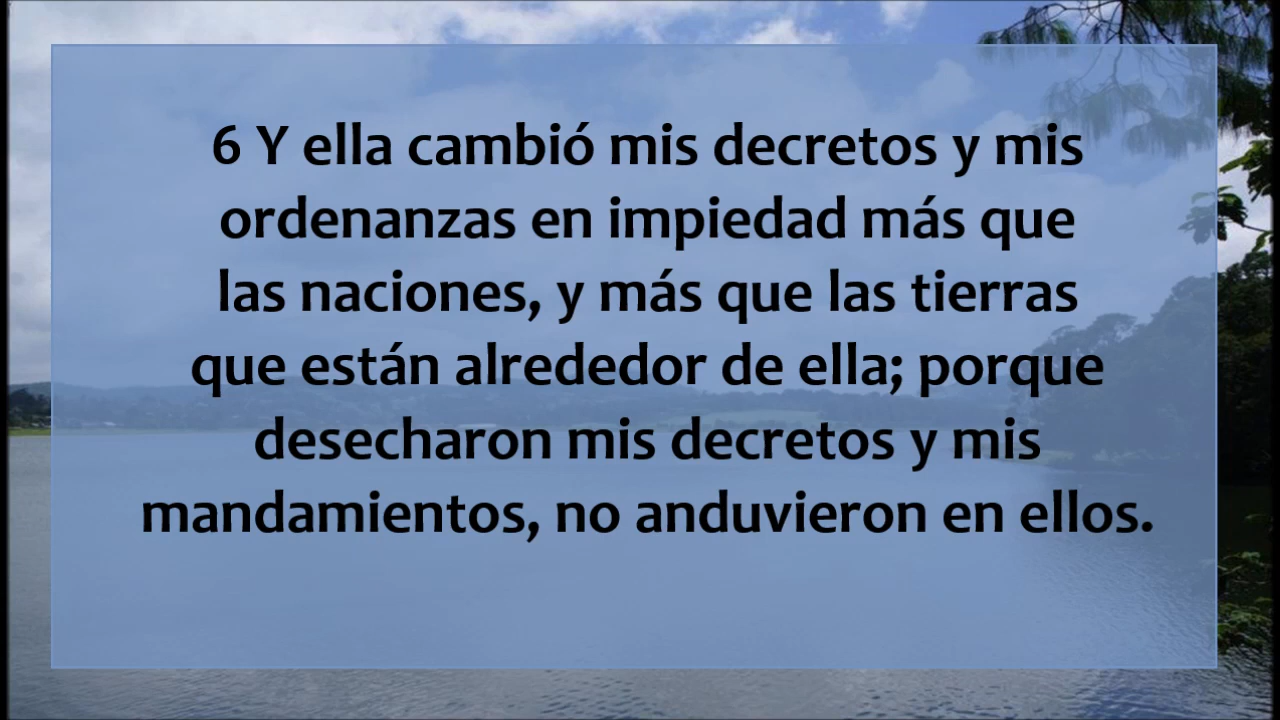 6 Y ella cambió mis decretos y mis
ordenanzas en impiedad más que
las naciones, y más que las tierras
que están alrededor de ella; porque
desecharon mis decretos y mis
mandamientos, no anduvieron en ellos.